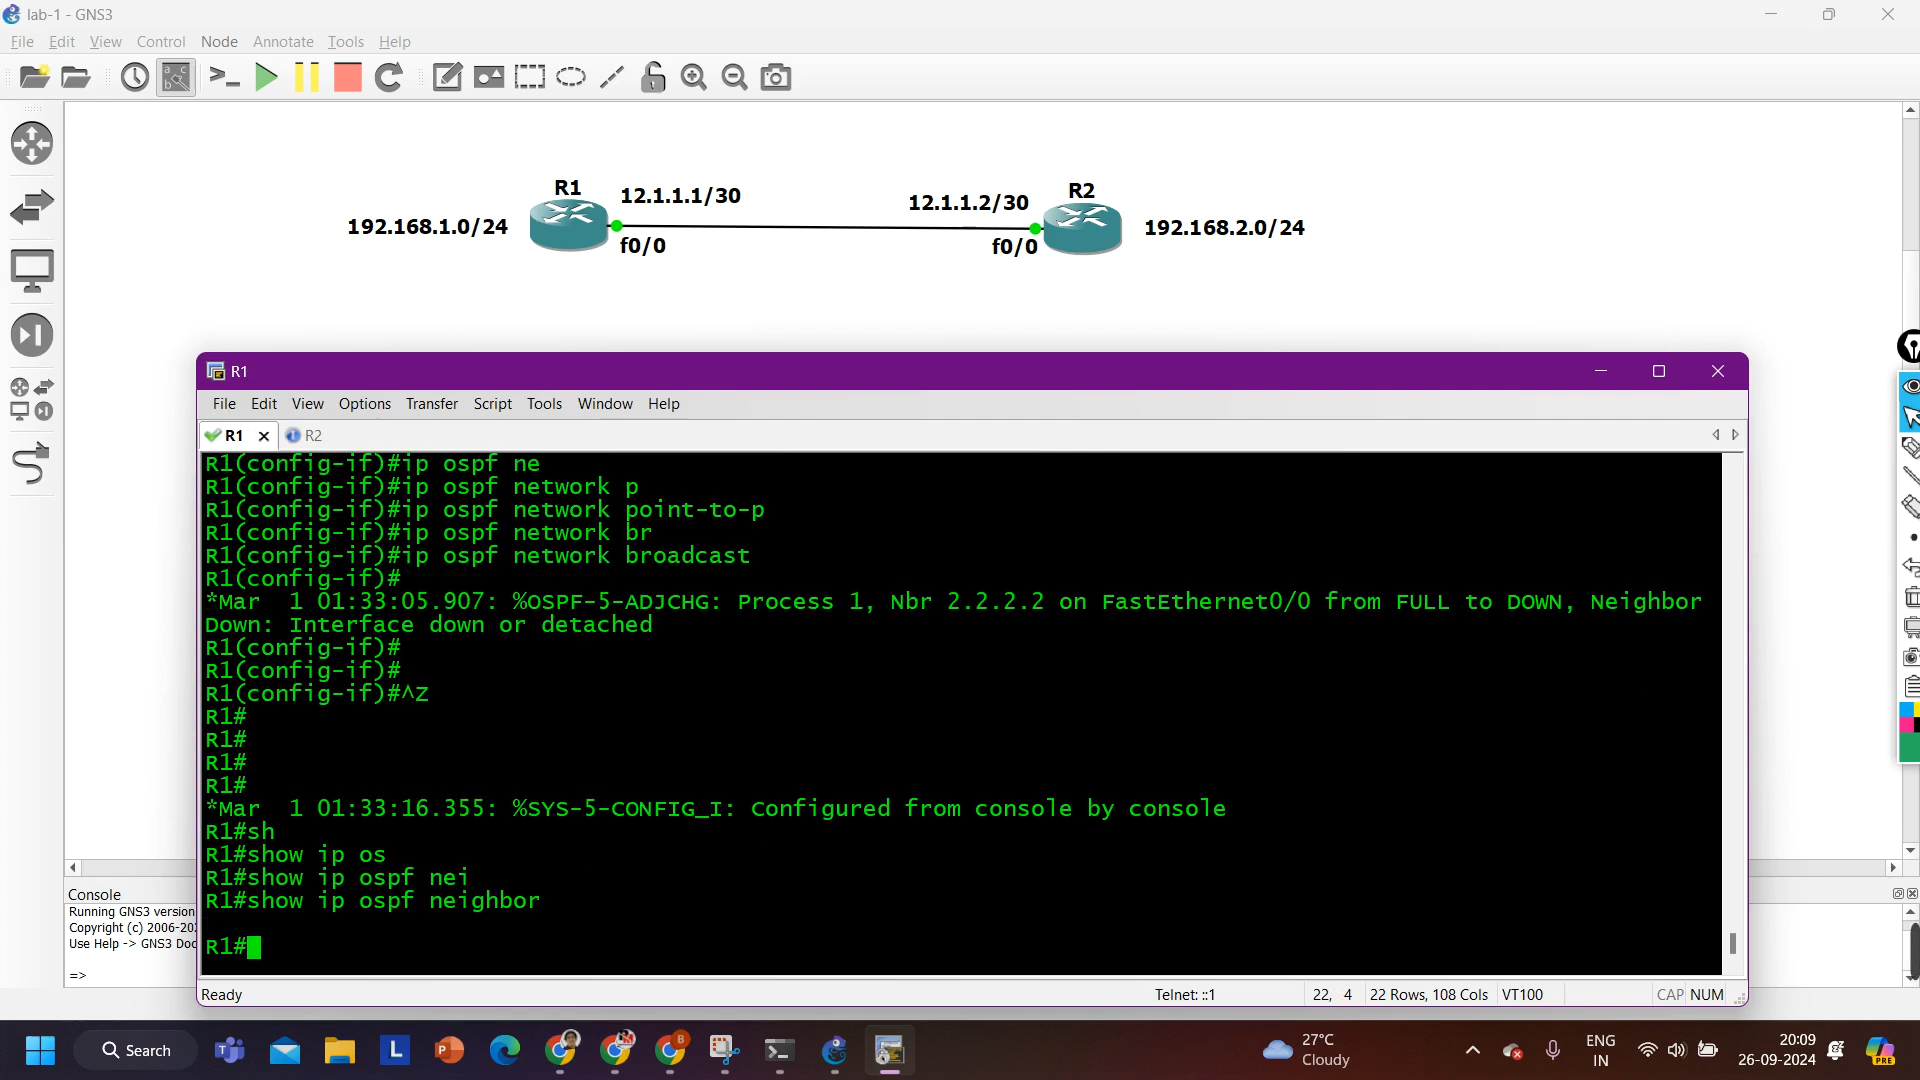 lab-1 - GNS3
File Edit View Control Node Annotate Tools Help
R1
12.1.1.1/30
12.1.1.2/30
R2
192.168.1.0/24
192.168.2.0/24
f0/0
f0/0
R1
File Edit View Options Transfer Script Tools Window Help
R1 R2
R1(config-if)#ip ospf ne
R1(config-if)#ip ospf network p
R1(config-if)#ip ospf network point-to-p
R1(config-if)#ip ospf network br
R1(config-if)#ip ospf network broadcast
R1(config-if)#
*Mar  1 01:33:05.907: %OSPF-5-ADJCHG: Process 1, Nbr 2.2.2.2 on FastEthernet0/0 from FULL to DOWN, Neighbor
Down: Interface down or detached
R1(config-if)#
R1(config-if)#
R1(config-if)#^Z
R1#
R1#
R1#
R1#
*Mar  1 01:33:16.355: %SYS-5-CONFIG_I: Configured from console by console
R1#sh
R1#show ip os
R1#show ip ospf nei
R1#show ip ospf neighbor
R1#
Ready Telnet: ::1 22, 4 22 Rows, 108 Cols VT100 CAP NUM
Console
Running GNS3 version
Copyright (c) 2006-20
Use Help -> GNS3 Doc
=>
Search
27°C
Cloudy
ENG
IN
20:09
26-09-2024